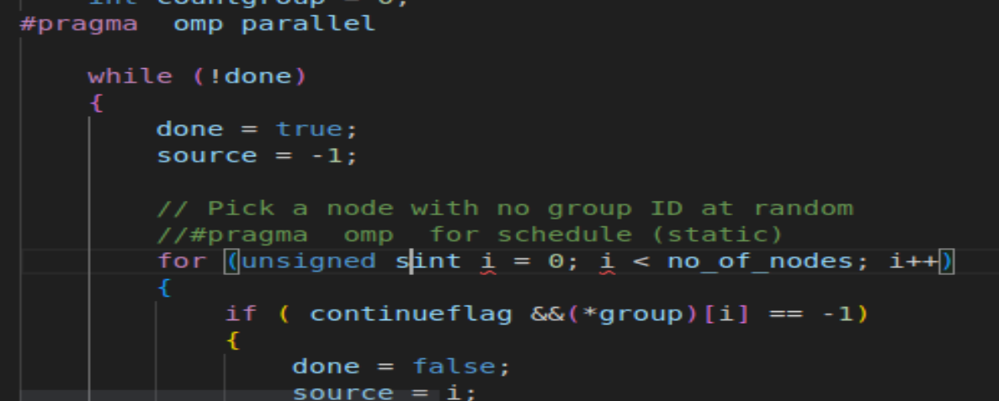 int countgroup = 0;
#pragma  omp parallel
while (!done)
{
done = true;
source = -1;
// Pick a node with no group ID at random
//#pragma  omp  for schedule (static)
for (unsigned sint i = 0; i < no_of_nodes; i++)
{
if ( continueflag &&(*group)[i] == -1)
{
done = false;
source = i;